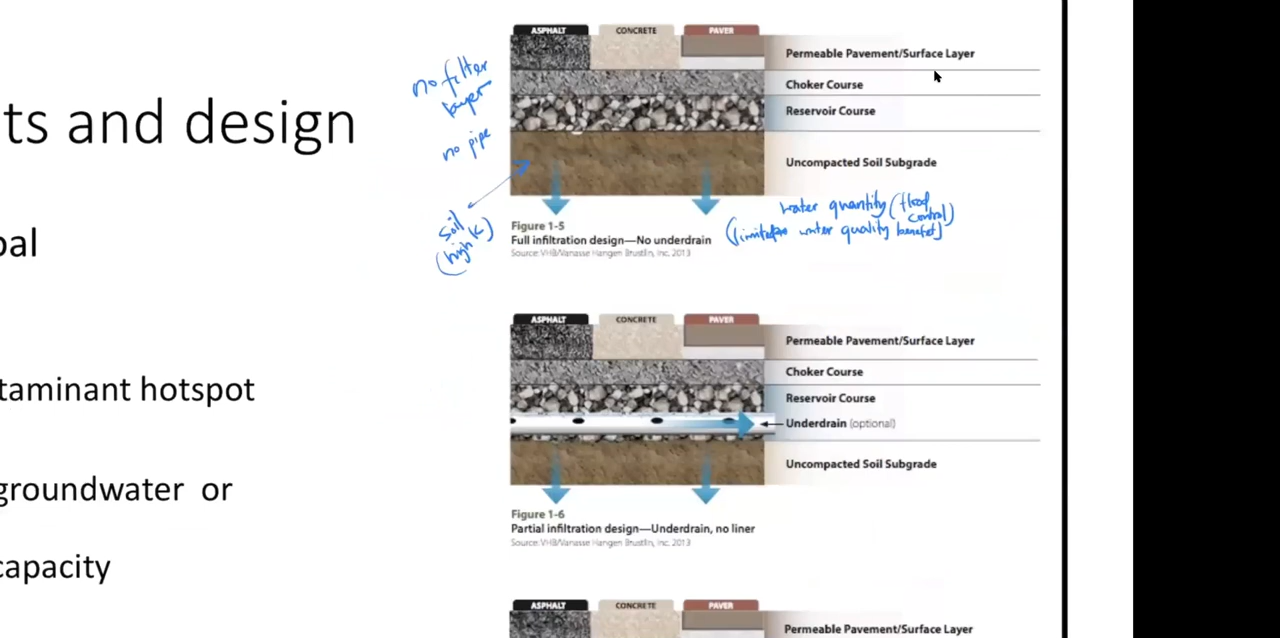 ts and design
al
taminant hotspot
groundwater or
capacity
no filter
layer
no pipe
soil
(high K)
ASPHALT CONCRETE PAVER
Permeable Pavement/Surface Layer
Choker Course
Reservoir Course
Uncompacted Soil Subgrade
water quantity (flood
control)
water quality benefit)
Figure 1-5
Full infiltration design—No underdrain
Source: VHB/Vanasse Hangen Brustlin, Inc. 2013
ASPHALT CONCRETE PAVER
Permeable Pavement/Surface Layer
Choker Course
Reservoir Course
Underdrain (optional)
Uncompacted Soil Subgrade
Figure 1-6
Partial infiltration design—Underdrain, no liner
Source: VHB/Vanasse Hangen Brustlin, Inc. 2013
ASPHALT CONCRETE PAVER
Permeable Pavement/Surface Layer